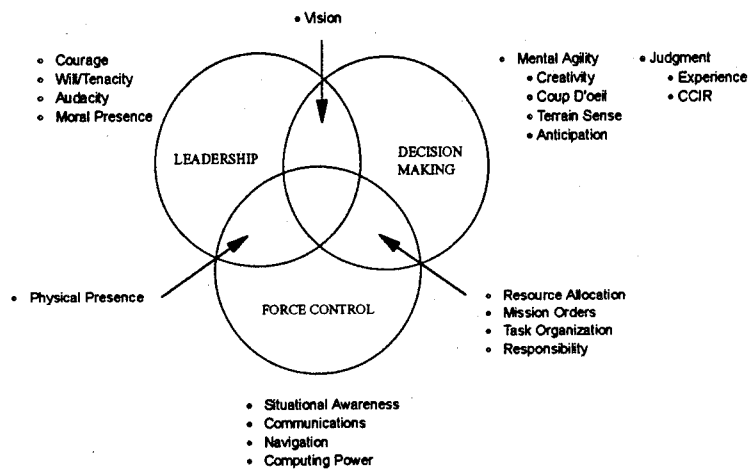 • Vision
◦ Courage
◦ Will/Tenacity
◦ Audacity
◦ Moral Presence
• Mental Agility
• Creativity
◦ Coup D'oeil
◦ Terrain Sense
• Anticipation
• Judgment
• Experience
• CCIR
LEADERSHIP
DECISION
MAKING
• Physical Presence
FORCE CONTROL
◦ Resource Allocation
• Mission Orders
• Task Organization
◦ Responsibility
• Situational Awareness
• Communications
• Navigation
• Computing Power